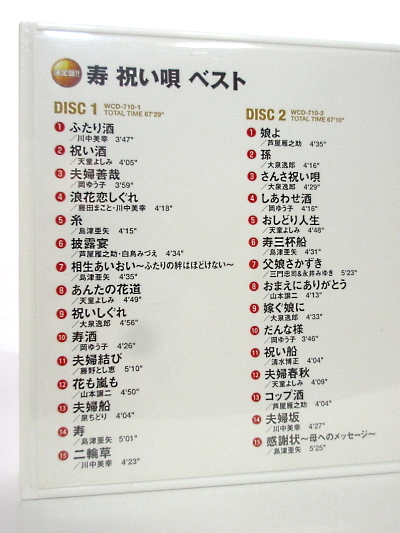 決定盤!!
寿 祝い唄 ベスト
DISC 1 WCD-710-1
TOTAL TIME 67'29"
1 ふたり酒
/川中美幸 3'47"
2 祝い酒
/天童よしみ 4'05"
3 夫婦善哉
/岡ゆう子 3'59"
4 浪花恋しぐれ
/藤田まこと・川中美幸 4'18"
5 糸
/島津亜矢 4'15"
6 披露宴
/芦屋雁之助・白鳥みづえ 4'34"
7 相生あいおい〜ふたりの絆はほどけない〜
/島津亜矢 4'35"
8 あんたの花道
/天童よしみ 4'49"
9 祝いしぐれ
/大泉逸郎 4'56"
10 寿酒
/岡ゆう子 4'26"
11 夫婦結び
/藤野とし恵 5'10"
12 花も嵐も
/山本譲二 4'50"
13 夫婦船
/泉ちどり 4'04"
14 寿
/島津亜矢 5'01"
15 二輪草
/川中美幸 4'23"
DISC 2 WCD-710-2
TOTAL TIME 67'10"
1 娘よ
/芦屋雁之助 4'35"
2 孫
/大泉逸郎 4'16"
3 さんさ祝い唄
/大泉逸郎 4'29"
4 しあわせ酒
/岡ゆう子 4'16"
5 おしどり人生
/天童よしみ 4'48"
6 寿三杯船
/島津亜矢 4'31"
7 父娘さかずき
/三門忠司&永井みゆき 5'23"
8 おまえにありがとう
/山本譲二 4'13"
9 嫁ぐ娘に
/大泉逸郎 4'33"
10 だんな様
/岡ゆう子 3'46"
11 祝い船
/清水博正 4'04"
12 夫婦春秋
/天童よしみ 4'09"
13 コップ酒
/芦屋雁之助 4'04"
14 夫婦坂
/川中美幸 4'27"
15 感謝状〜母へのメッセージ〜
/島津亜矢 5'25"